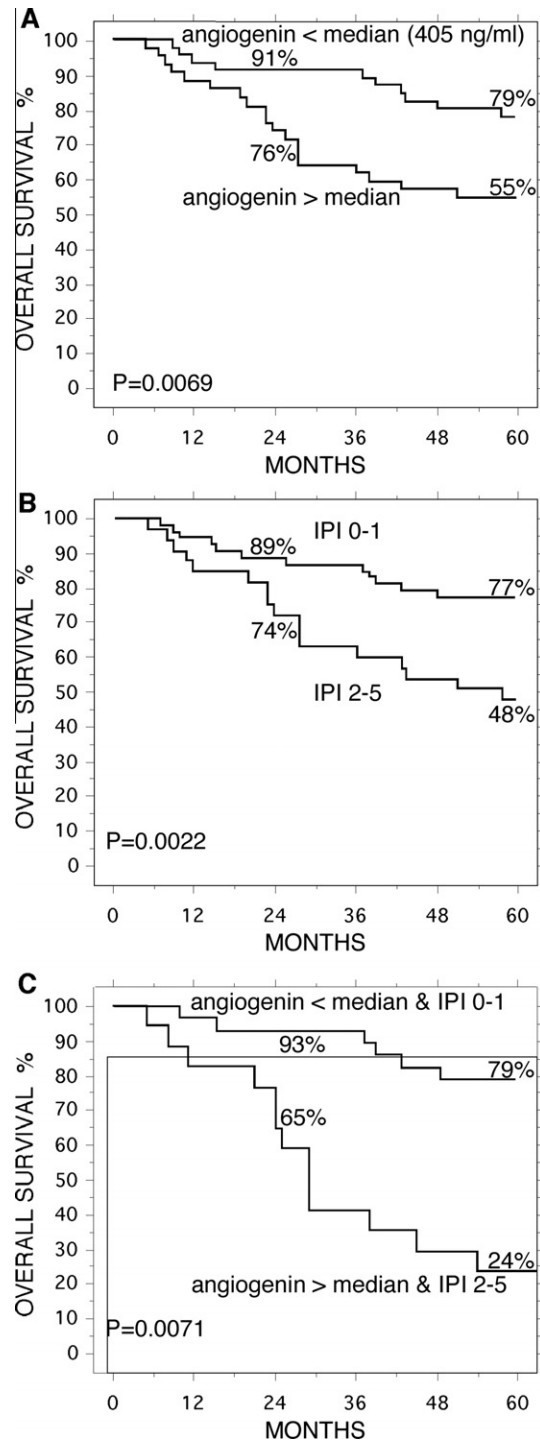 A
angiogenin < median (405 ng/ml)
100
91%
90
79%
80
70
76%
60
angiogenin > median
55%
50
40
30
20
10
P=0.0069
0
OVERALL SURVIVAL %
0 12 24 36 48 60
MONTHS
B
100
IPI 0-1
89%
90
80
77%
70
74%
60
IPI 2-5
50
48%
40
30
20
10
P=0.0022
0
OVERALL SURVIVAL %
0 12 24 36 48 60
MONTHS
C
angiogenin < median & IPI 0-1
100
90
93%
80
79%
70
65%
60
50
40
30
24%
20
angiogenin > median & IPI 2-5
10
P=0.0071
0
OVERALL SURVIVAL %
0 12 24 36 48 60
MONTHS